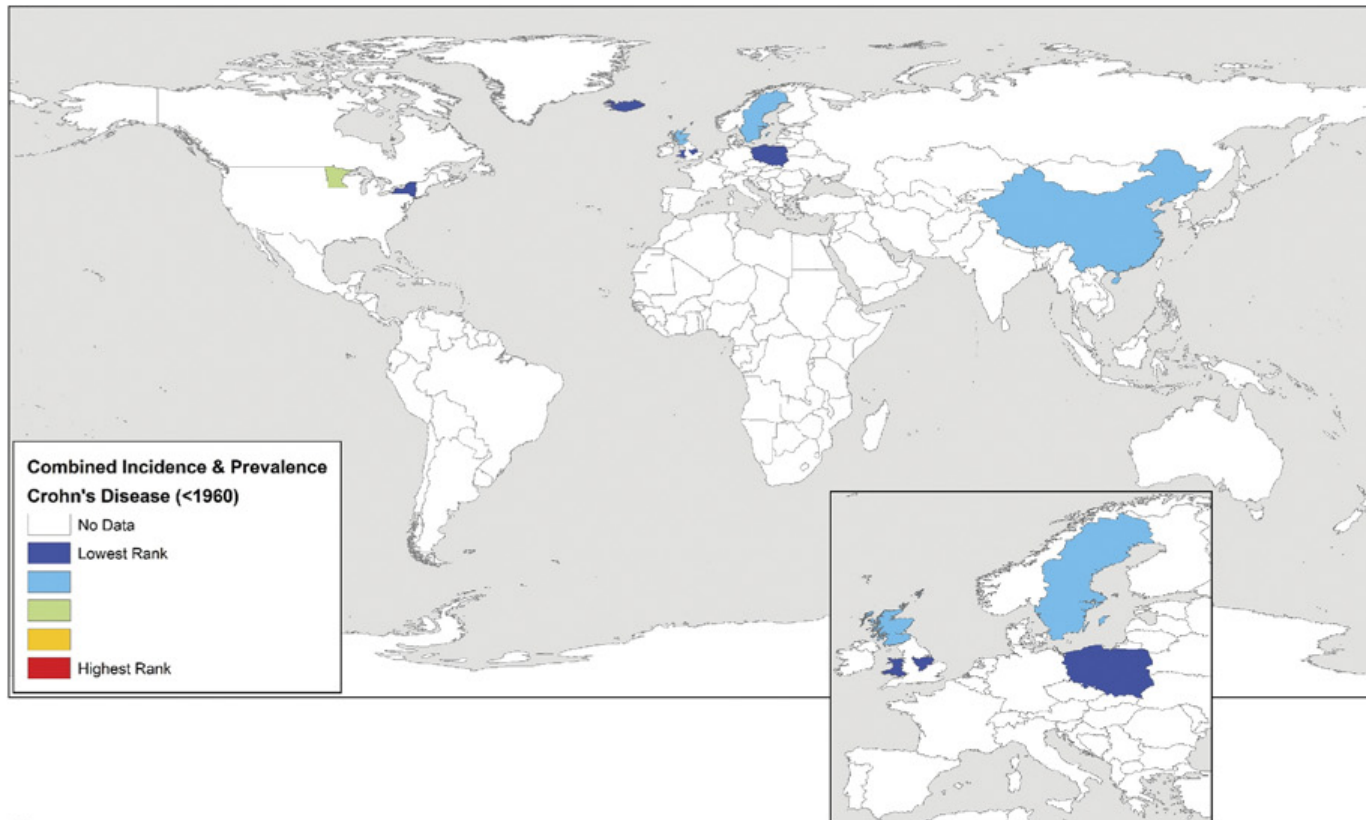 Combined Incidence & Prevalence
Crohn's Disease (<1960)
No Data
Lowest Rank
Highest Rank